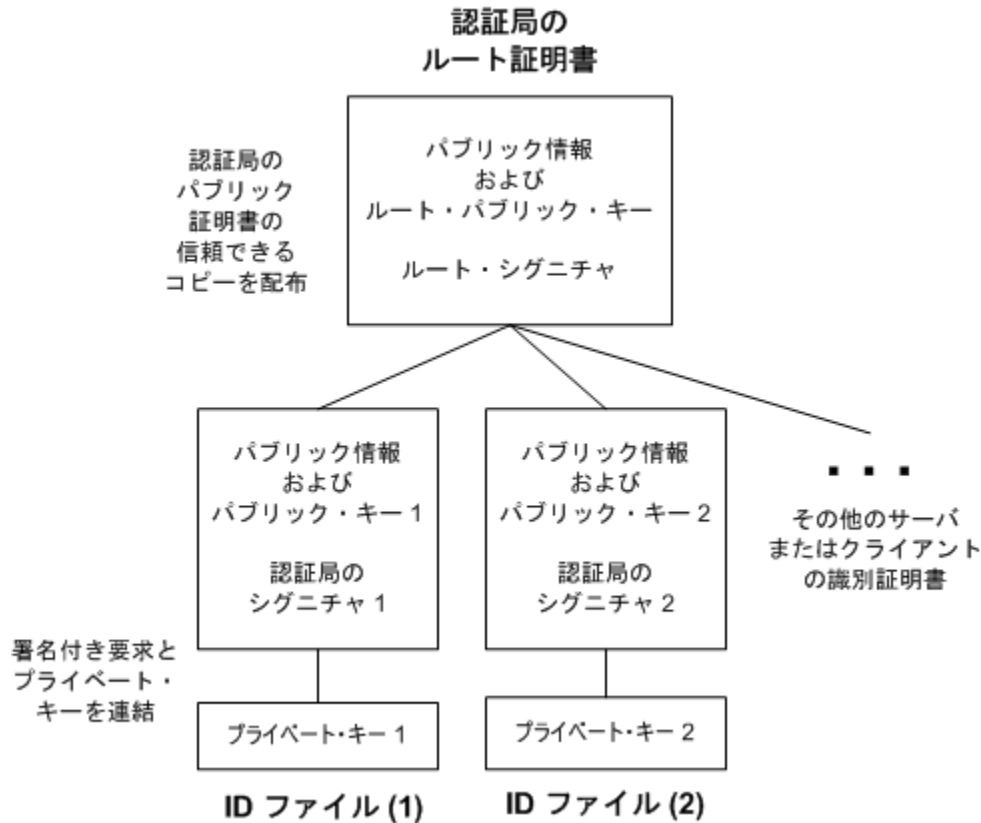 認証局の
ルート証明書
認証局の
パブリック
証明書の
信頼できる
コピーを配布
パブリック情報
および
ルート・パブリック・キー
ルート・シグニチャ
パブリック情報
および
パブリック・キー 1
認証局の
シグニチャ 1
パブリック情報
および
パブリック・キー 2
認証局の
シグニチャ 2
その他のサーバ
またはクライアント
の識別証明書
署名付き要求と
プライベート・
キーを連結
プライベート・キー 1
プライベート・キー 2
ID ファイル (1)
ID ファイル (2)